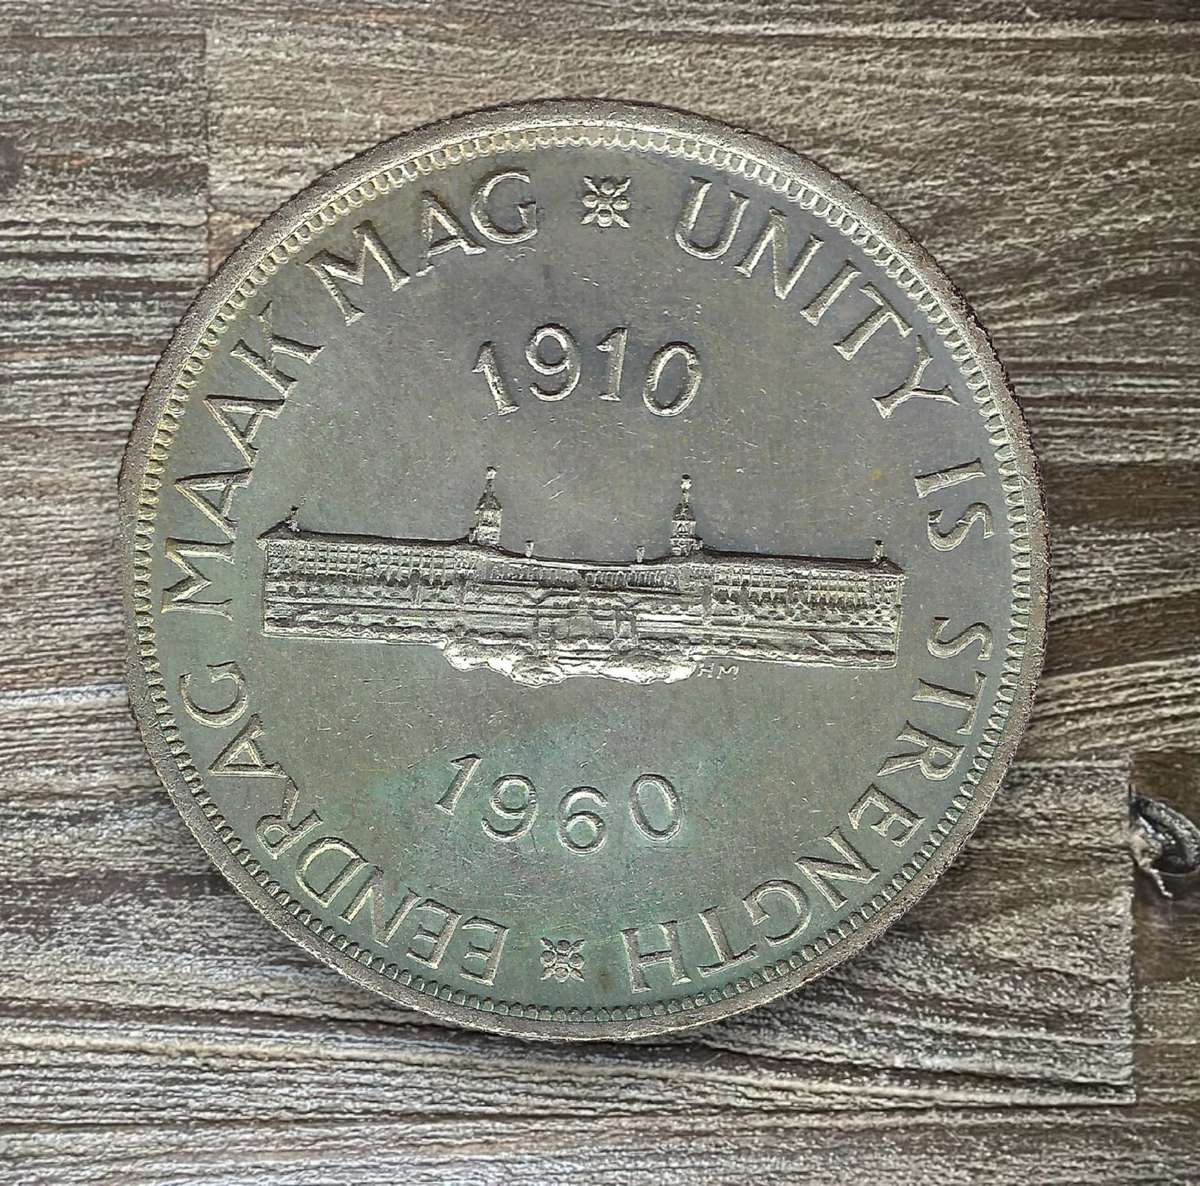 EENDRAG MAAK MAG
UNITY IS STRENGTH
1910
HM
1960